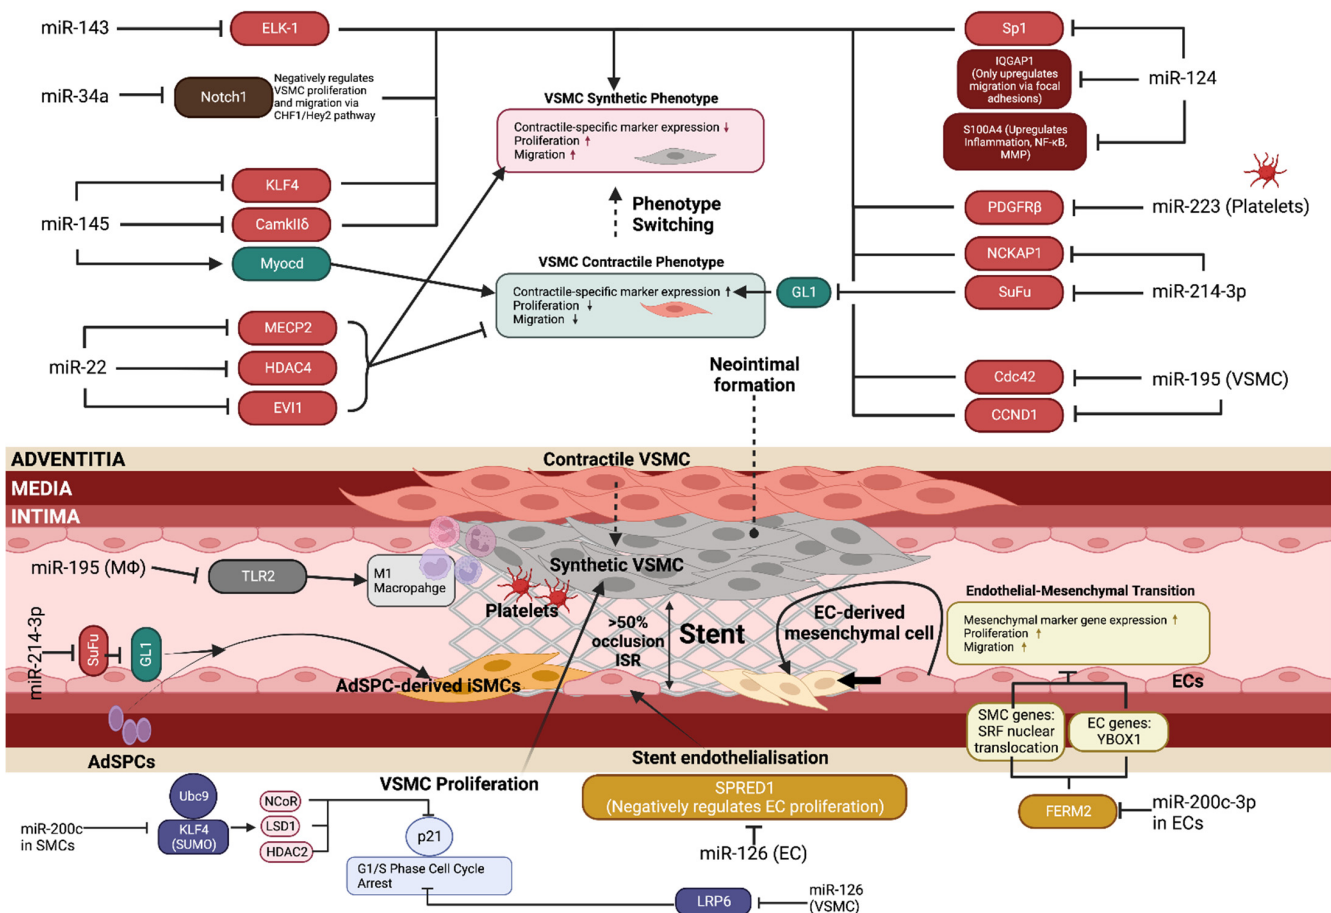 miR-143
ELK-1
miR-34a
Notch1
Negatively regulates
VSMC proliferation
and migration via
CHF1/Hey2 pathway
miR-145
KLF4
CamkIIδ
Myocd
miR-22
MECP2
HDAC4
EVI1
VSMC Synthetic Phenotype
Contractile-specific marker expression ↓
Proliferation ↑
Migration ↑
Phenotype
Switching
VSMC Contractile Phenotype
Contractile-specific marker expression ↑
Proliferation ↓
Migration ↓
GL1
Neointimal
formation
Sp1
IQGAP1
(Only upregulates
migration via focal
adhesions)
S100A4 (Upregulates
Inflammation, NF-κB,
MMP)
miR-124
PDGFRβ
miR-223 (Platelets)
NCKAP1
SuFu
miR-214-3p
Cdc42
miR-195 (VSMC)
CCND1
ADVENTITIA
MEDIA
INTIMA
Contractile VSMC
Synthetic VSMC
miR-195 (MΦ)
TLR2
M1
Macropahge
Platelets
>50%
occlusion
ISR
Stent
EC-derived
mesenchymal cell
Endothelial-Mesenchymal Transition
Mesenchymal marker gene expression ↑
Proliferation ↑
Migration ↑
miR-214-3p
SuFu
GL1
AdSPC-derived iSMCs
ECs
AdSPCs
SMC genes:
SRF nuclear
translocation
EC genes:
YBOX1
FERM2
miR-200c-3p
in ECs
VSMC Proliferation
Stent endothelialisation
SPRED1
(Negatively regulates EC proliferation)
miR-126 (EC)
miR-200c
in SMCs
Ubc9
KLF4
(SUMO)
NCoR
LSD1
HDAC2
p21
G1/S Phase Cell Cycle
Arrest
LRP6
miR-126
(VSMC)